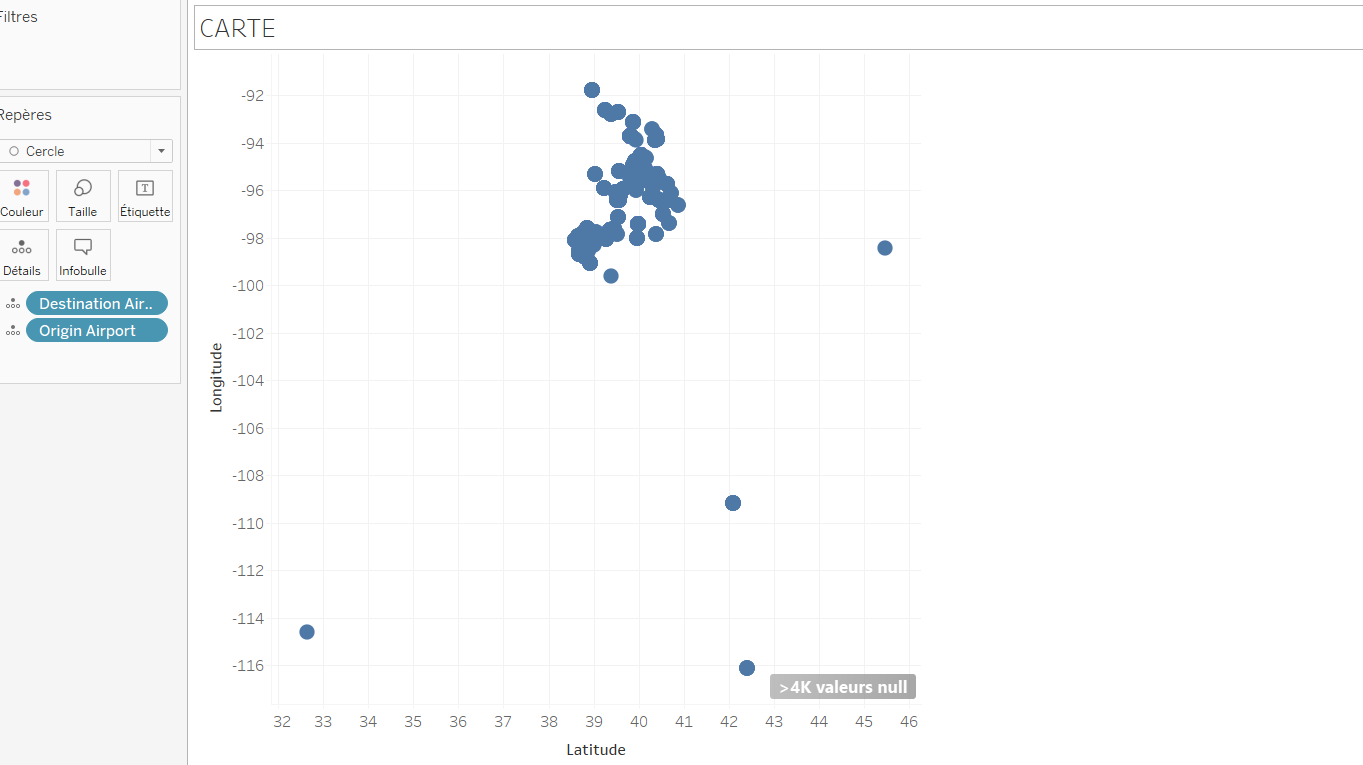 Filtres
CARTE
Repères
Cercle
Couleur
Taille
T
Étiquette
Détails
Infobulle
Destination Air..
Origin Airport
Longitude
-92
-94
-96
-98
-100
-102
-104
-106
-108
-110
-112
-114
-116
>4K valeurs null
32 33 34 35 36 37 38 39 40 41 42 43 44 45 46
Latitude